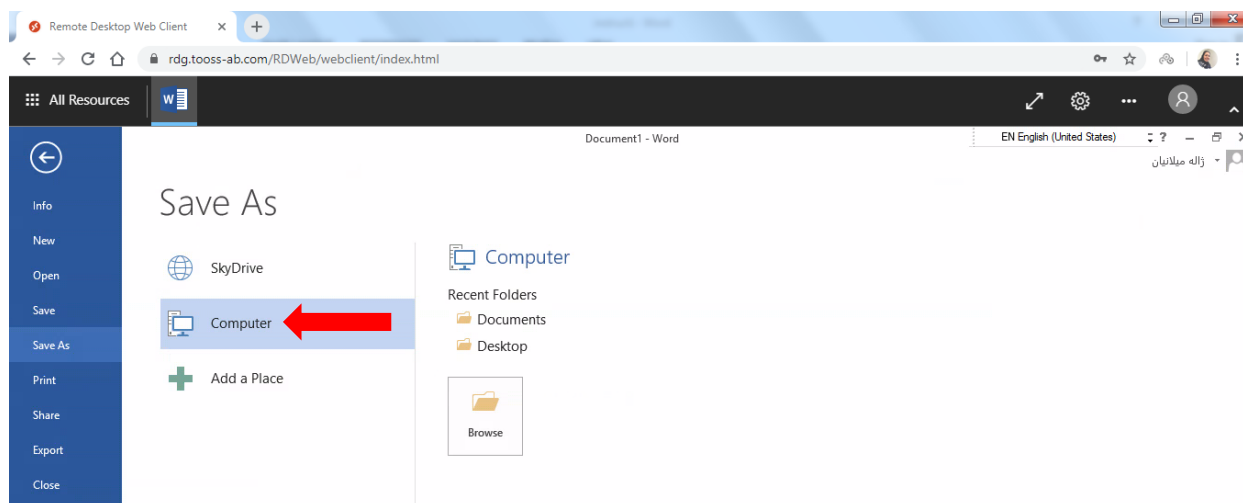 Remote Desktop Web Client
rdg.tooss-ab.com/RDWeb/webclient/index.html
All Resources
Document1 - Word
EN English (United States)
ژاله میلانیان
Save As
Info
New
Open
Save
Save As
Print
Share
Export
Close
SkyDrive
Computer
Add a Place
Computer
Recent Folders
Documents
Desktop
Browse